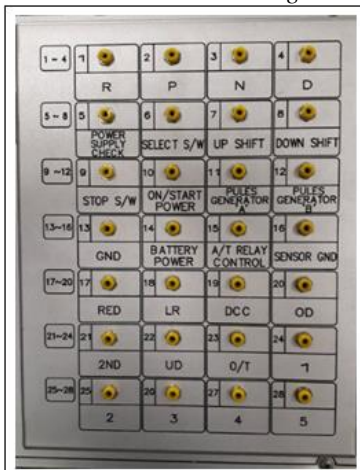 1~4 1 2 3 4
R P N D
5~8 5 6 7 8
POWER SUPPLY CHECK SELECT S/W UP SHIFT DOWN SHIFT
9~12 9 10 11 12
STOP S/W ON/START POWER PULES GENERATOR A PULES GENERATOR B
13~16 13 14 15 16
GND BATTERY POWER A/T RELAY CONTROL SENSOR GND
17~20 17 18 19 20
RED LR DCC OD
21~24 21 22 23 24
2ND UD O/T 1
25~28 25 26 27 28
2 3 4 5